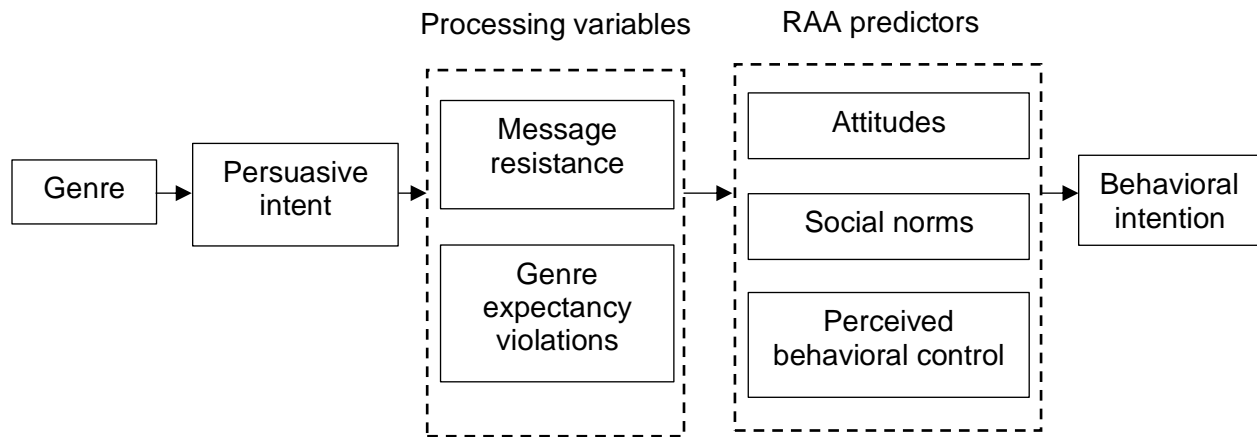 Processing variables
RAA predictors
Genre
Persuasive
intent
Message
resistance
Genre
expectancy
violations
Attitudes
Social norms
Perceived
behavioral control
Behavioral
intention